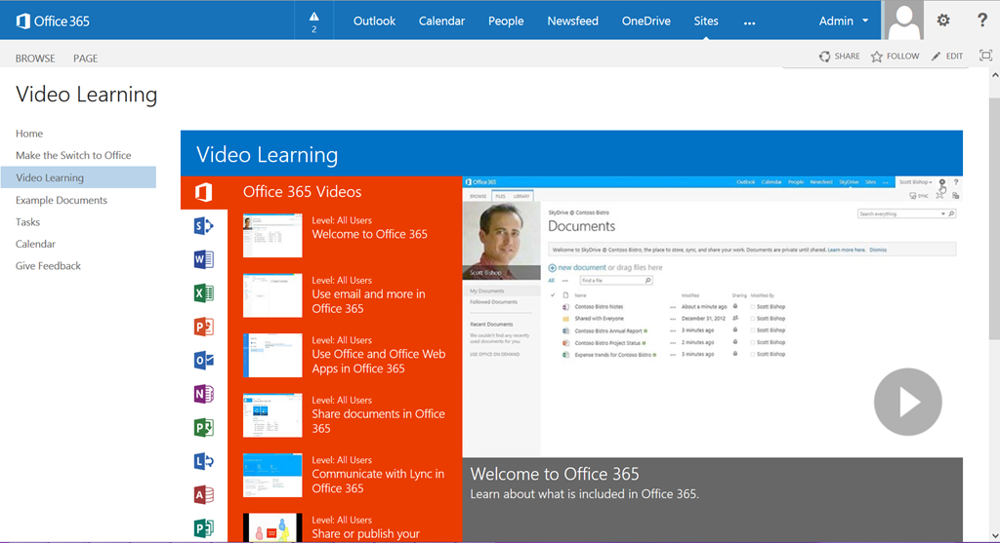 Office 365
2
Outlook
Calendar
People
Newsfeed
OneDrive
Sites
...
Admin
?
BROWSE
PAGE
SHARE
FOLLOW
EDIT
Video Learning
Home
Make the Switch to Office
Video Learning
Example Documents
Tasks
Calendar
Give Feedback
Video Learning
Office 365 Videos
Level: All Users
Welcome to Office 365
Level: All Users
Use email and more in
Office 365
Level: All Users
Use Office and Office Web
Apps in Office 365
Level: All Users
Share documents in Office
365
Level: All Users
Communicate with Lync in
Office 365
Level: All Users
Share or publish your
Office 365
Outlook Calendar People Newsfeed SkyDrive Sites ...
Scott Bishop
?
BROWSE FILES LIBRARY
SYNC
Scott Bishop
SkyDrive @ Contoso Bistro
Documents
Search everything
Welcome to SkyDrive @ Contoso Bistro, the place to store, sync, and share your work. Documents are private until shared. Learn more here. Dismiss
new document or drag files here
All ... Find a file
Name Modified Sharing Modified By
Contoso Bistro Notes ... About a minute ago Scott Bishop
Shared with Everyone ... December 31, 2012 Scott Bishop
Contoso Bistro Annual Report ... 2 minutes ago Scott Bishop
Contoso Bistro Project Status ... 2 minutes ago Scott Bishop
Expense trends for Contoso Bistro ... 3 minutes ago Scott Bishop
My Documents
Followed Documents
Recent Documents
We couldn't find any recently
used documents for you.
USE OFFICE ON DEMAND
Welcome to Office 365
Learn about what is included in Office 365.